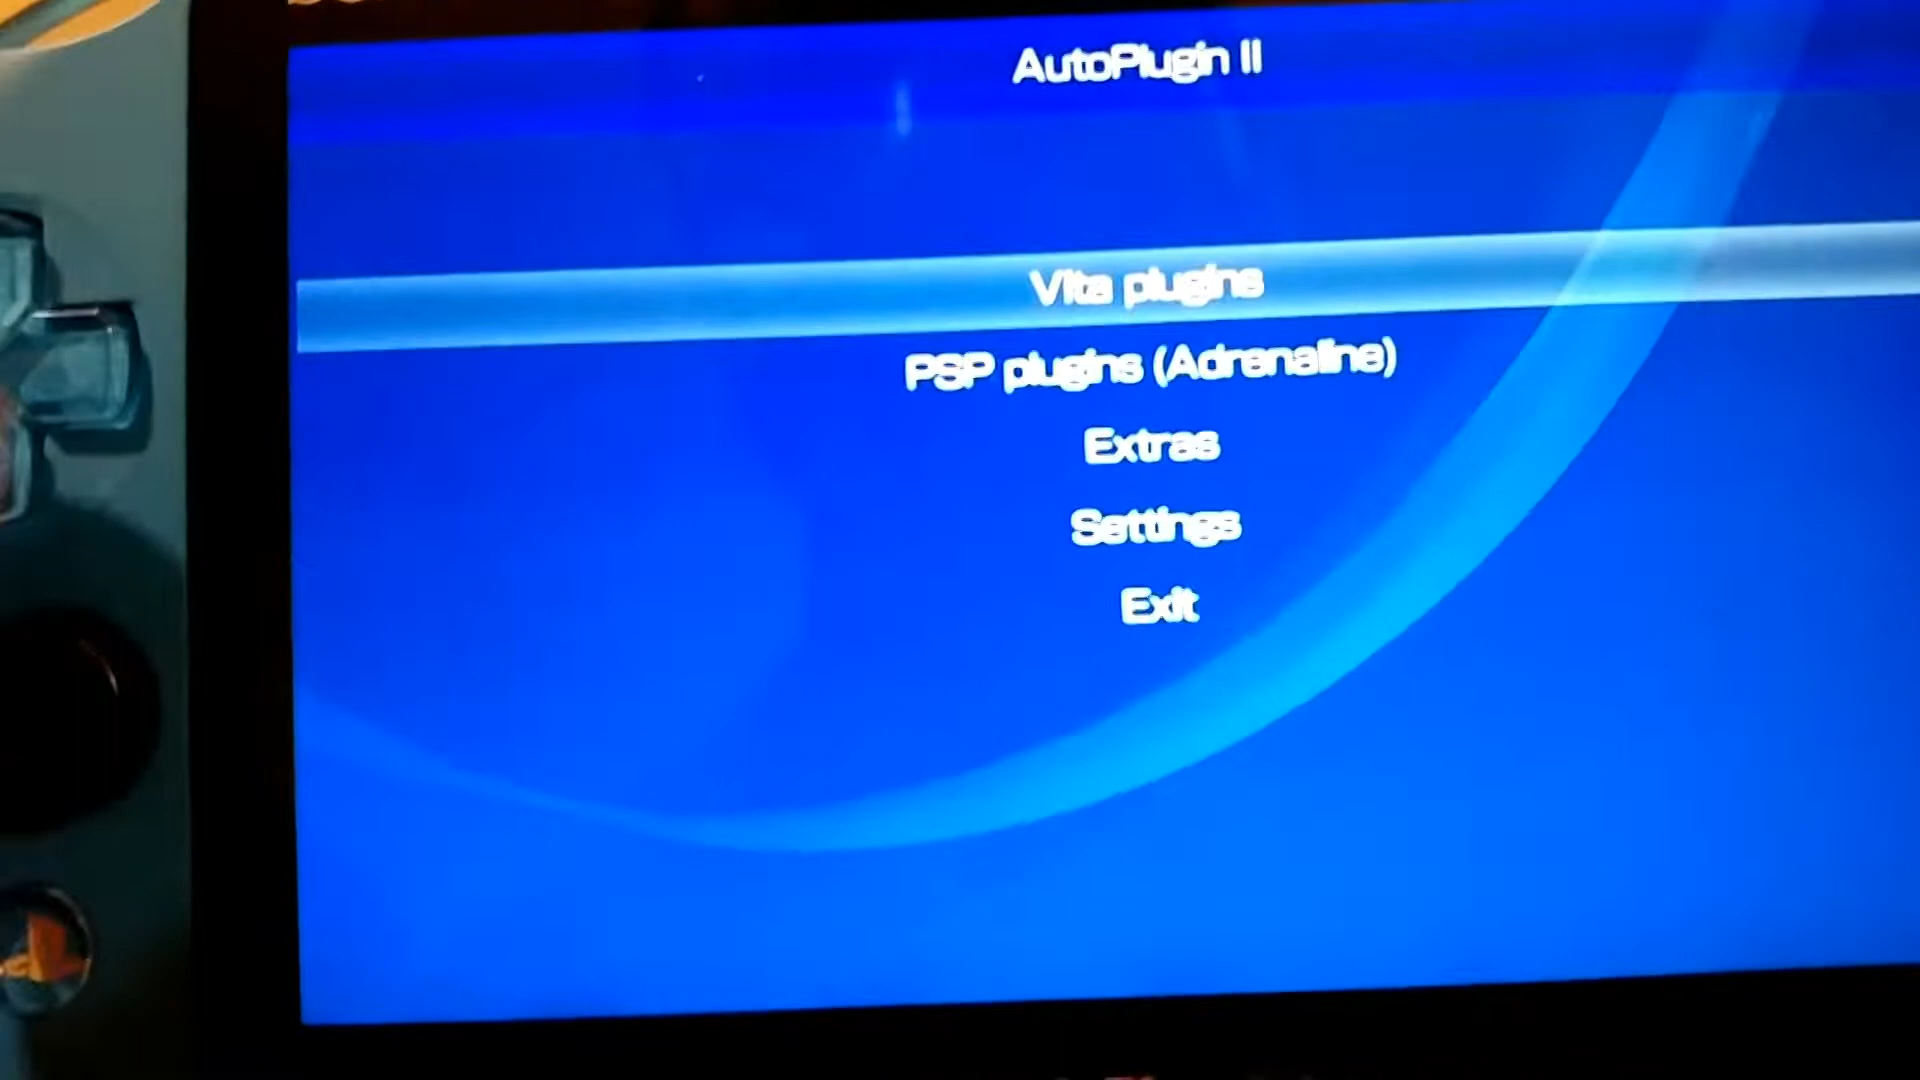 AutoPlugin II
Vita plugins
PSP plugins (Adrenaline)
Extras
Settings
Exit